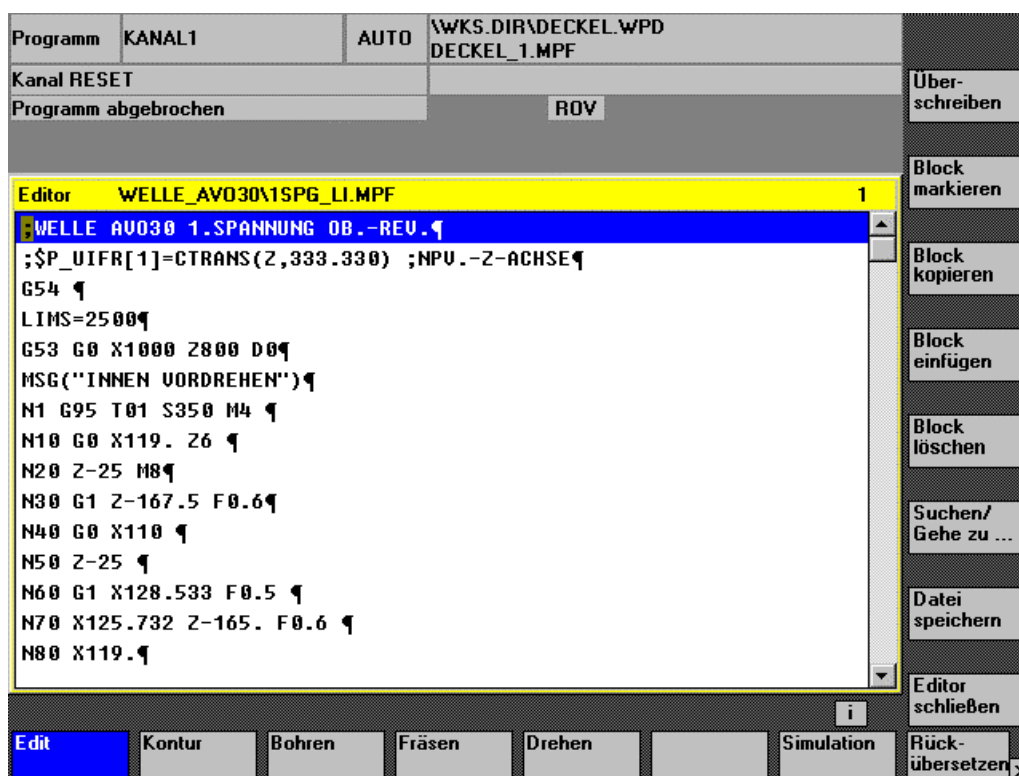 Programm KANAL1 AUTO \WKS.DIR\DECKEL.WPD
DECKEL_1.MPF
Kanal RESET
Programm abgebrochen ROV
Editor WELLE_AVO30\1SPG_LI.MPF 1
;WELLE AVO30 1.SPANNUNG OB.-REV.¶
;$P_UIFR[1]=CTRANS(Z,333.330) ;NPV.-Z-ACHSE¶
G54 ¶
LIMS=2500¶
G53 G0 X1000 Z800 D0¶
MSG("INNEN VORDREHEN")¶
N1 G95 T01 S350 M4 ¶
N10 G0 X119. Z6 ¶
N20 Z-25 M8¶
N30 G1 Z-167.5 F0.6¶
N40 G0 X110 ¶
N50 Z-25 ¶
N60 G1 X128.533 F0.5 ¶
N70 X125.732 Z-165. F0.6 ¶
N80 X119.¶
i
Edit Kontur Bohren Fräsen Drehen Simulation
Über-
schreiben
Block
markieren
Block
kopieren
Block
einfügen
Block
löschen
Suchen/
Gehe zu ...
Datei
speichern
Editor
schließen
Rück-
übersetzen